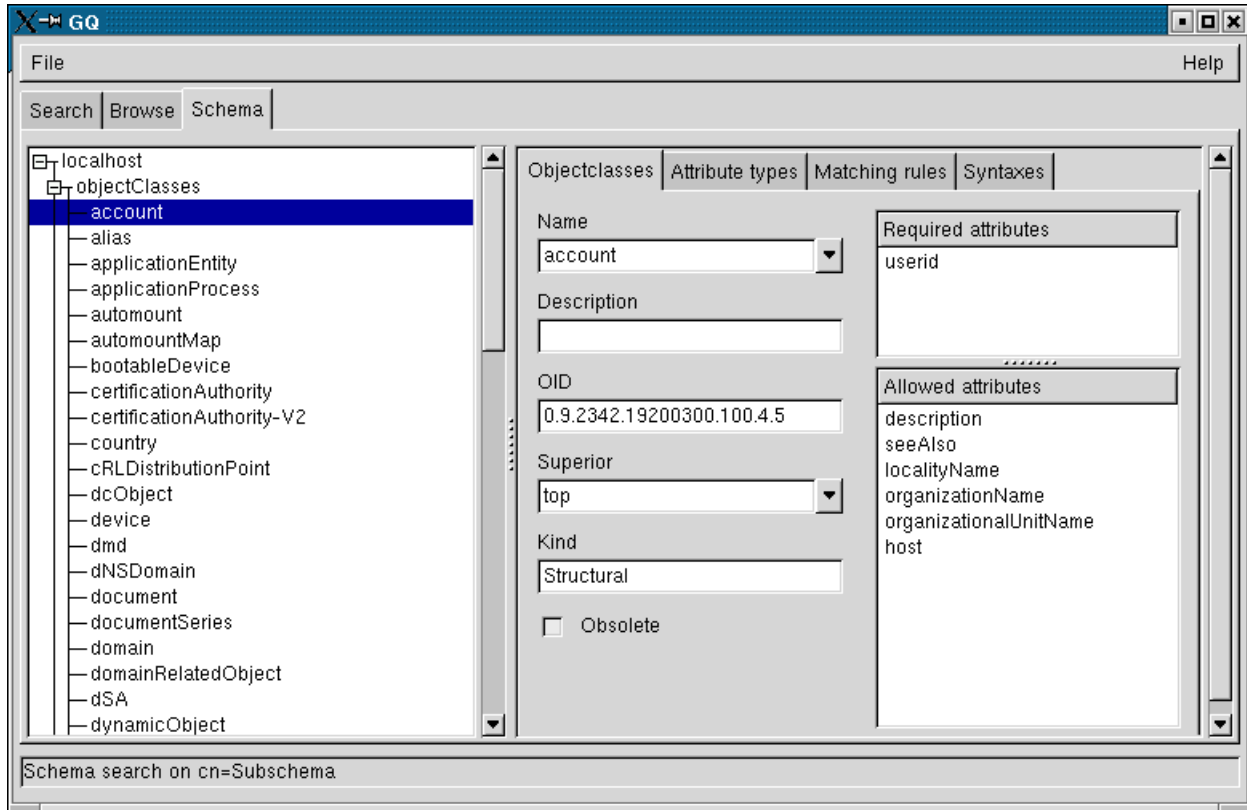 GQ
File Help
Search Browse Schema
localhost
objectClasses
account
alias
applicationEntity
applicationProcess
automount
automountMap
bootableDevice
certificationAuthority
certificationAuthority-V2
country
cRLDistributionPoint
dcObject
device
dmd
dNSDomain
document
documentSeries
domain
domainRelatedObject
dSA
dynamicObject
Objectclasses Attribute types Matching rules Syntaxes
Name
account
Description
OID
0.9.2342.19200300.100.4.5
Superior
top
Kind
Structural
Obsolete
Required attributes
userid
Allowed attributes
description
seeAlso
localityName
organizationName
organizationalUnitName
host
Schema search on cn=Subschema